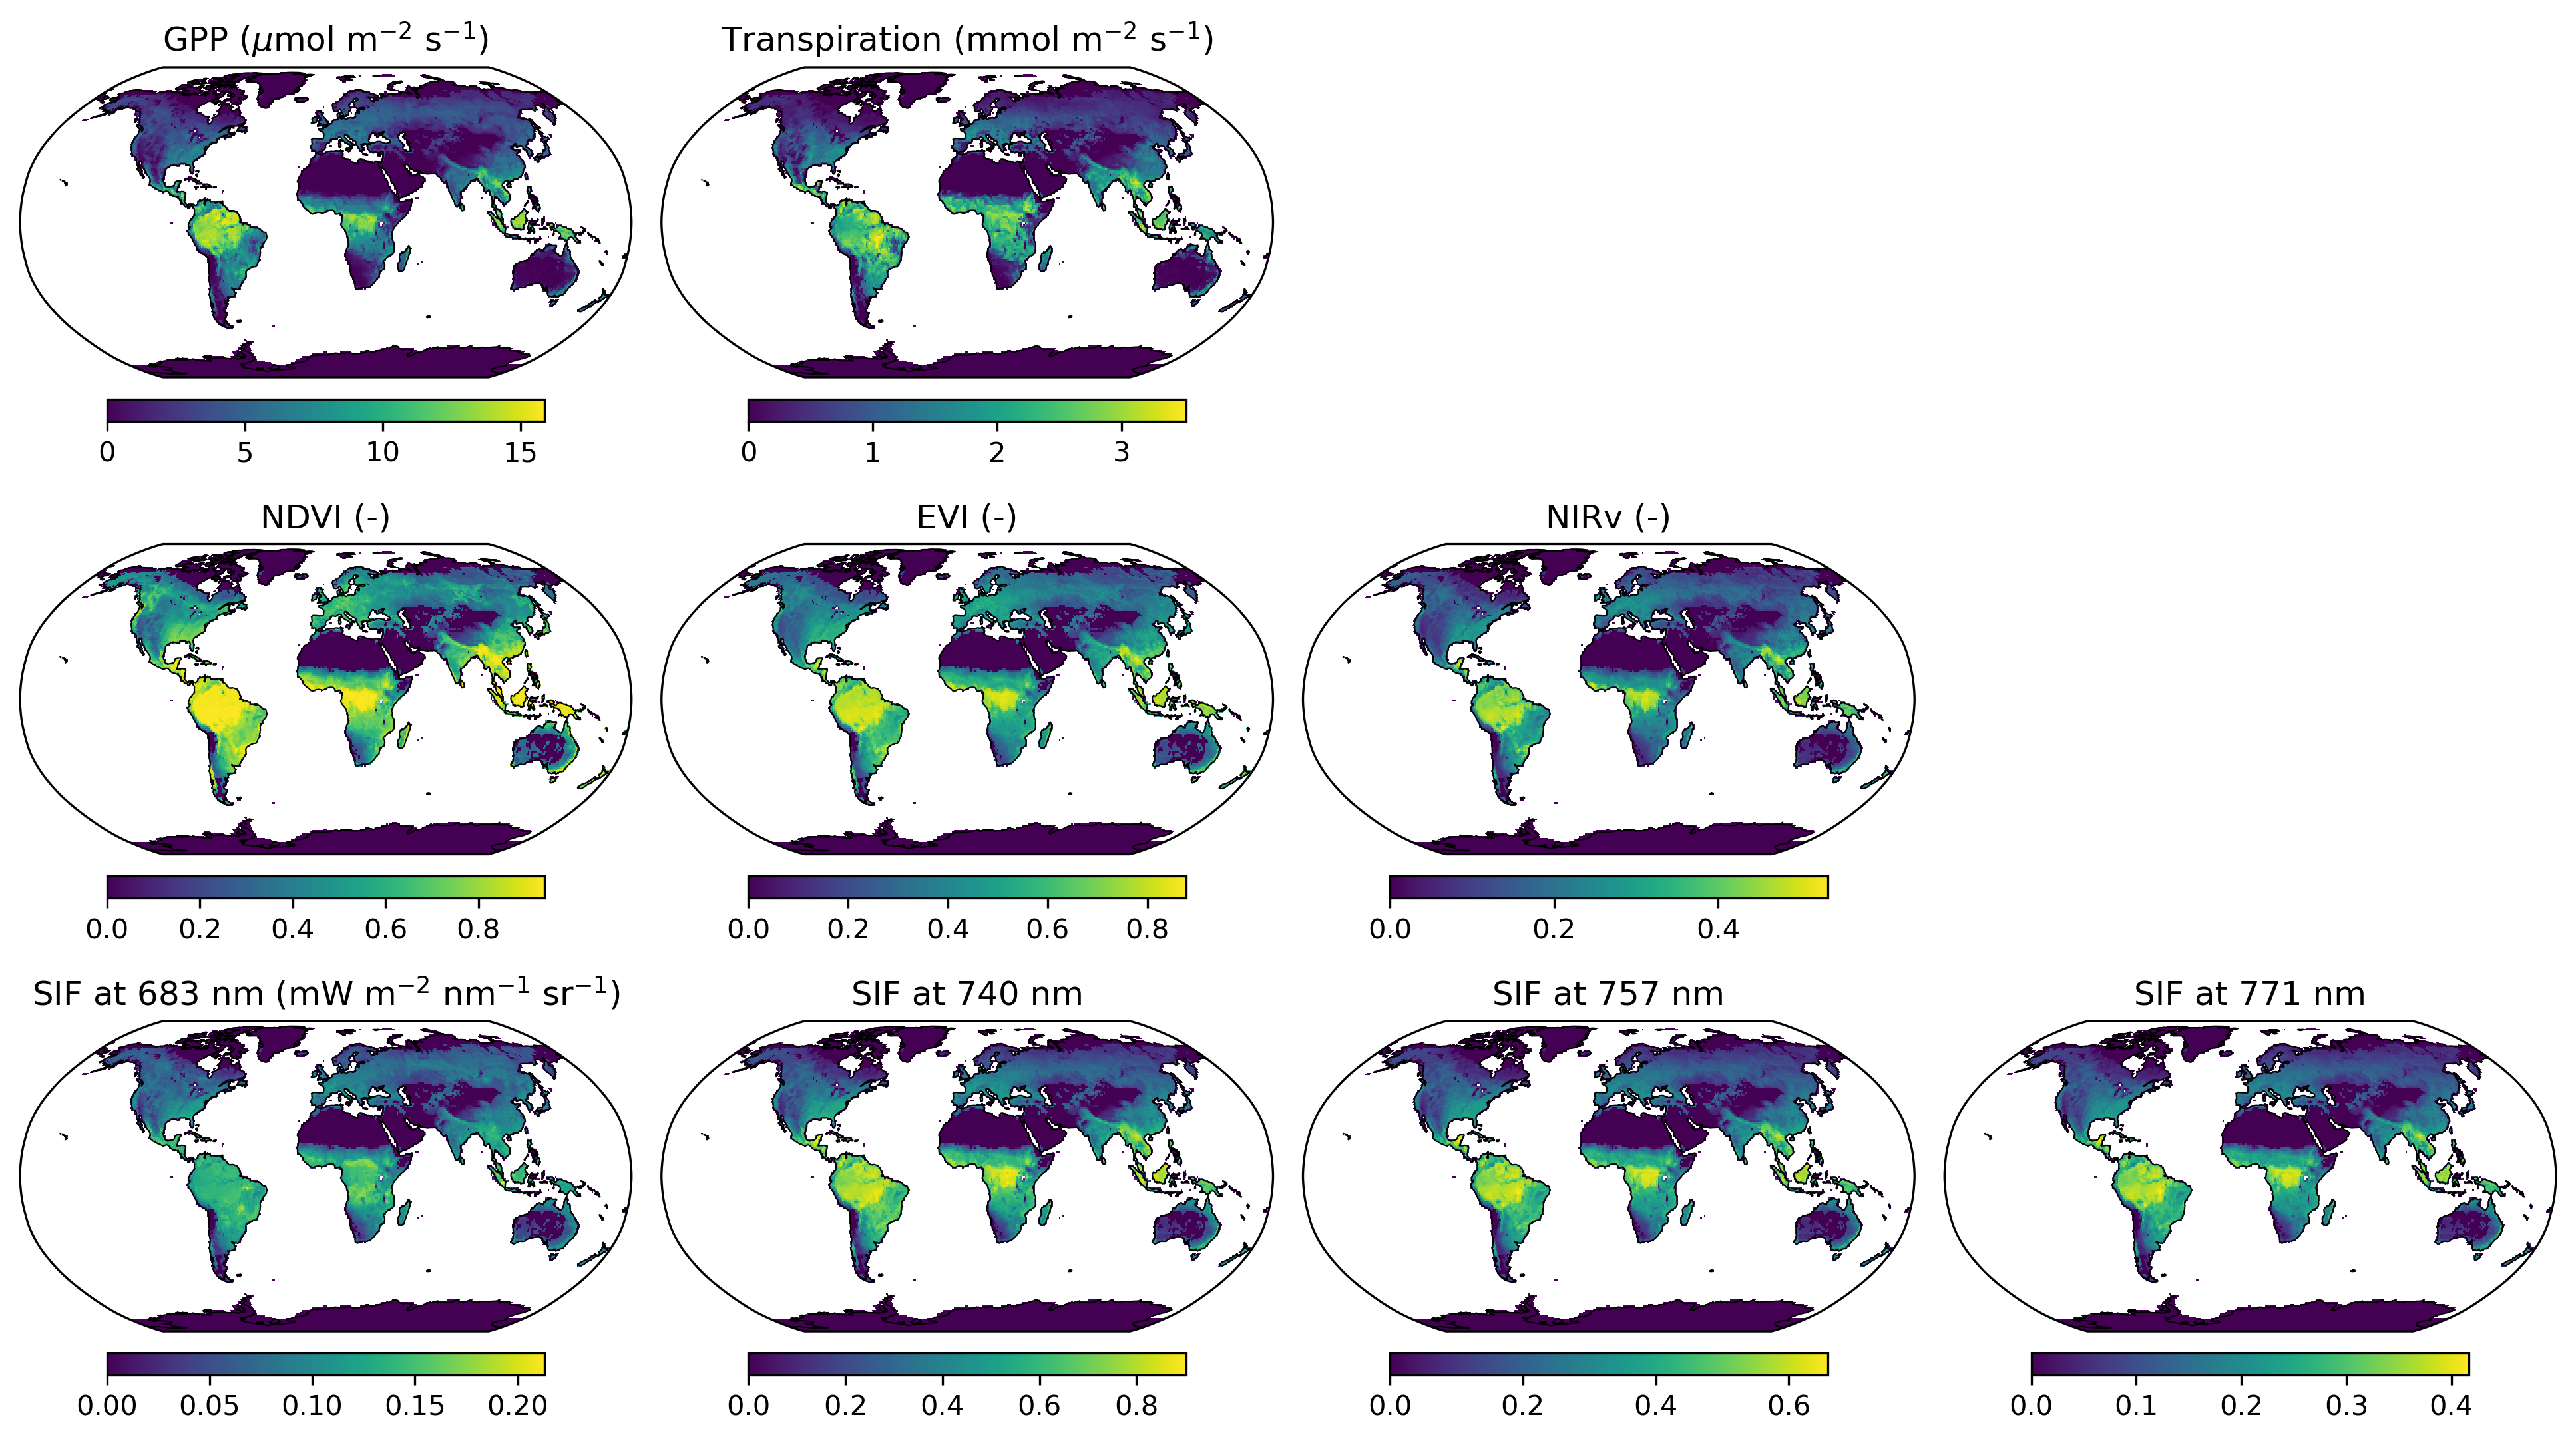 GPP (μmol m⁻² s⁻¹)
Transpiration (mmol m⁻² s⁻¹)
0 5 10 15
0 1 2 3
NDVI (-)
EVI (-)
NIRv (-)
0.0 0.2 0.4 0.6 0.8
0.0 0.2 0.4 0.6 0.8
0.0 0.2 0.4
SIF at 683 nm (mW m⁻² nm⁻¹ sr⁻¹)
SIF at 740 nm
SIF at 757 nm
SIF at 771 nm
0.00 0.05 0.10 0.15 0.20
0.0 0.2 0.4 0.6 0.8
0.0 0.2 0.4 0.6
0.0 0.1 0.2 0.3 0.4